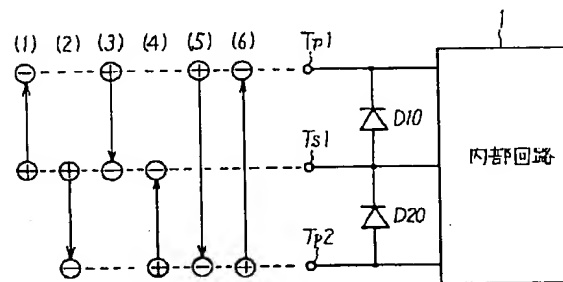 1
(1) (2) (3) (4) (5) (6) Tp1
⊖ ⊕ ⊕ ⊖
D10
Ts1
⊕ ⊕ ⊖ ⊖
内部回路
D20
Tp2
⊖ ⊕ ⊖ ⊕